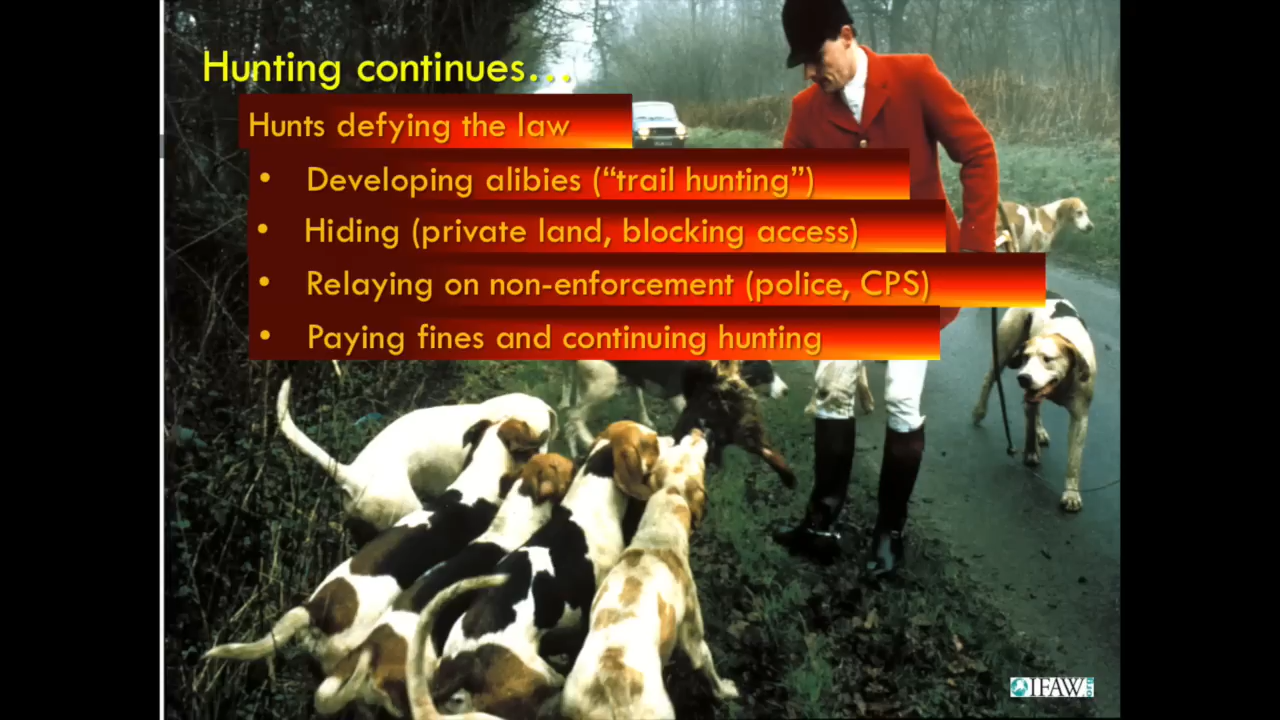 Hunting continues…
Hunts defying the law
• Developing alibies (“trail hunting”)
• Hiding (private land, blocking access)
• Relaying on non-enforcement (police, CPS)
• Paying fines and continuing hunting
IFAW